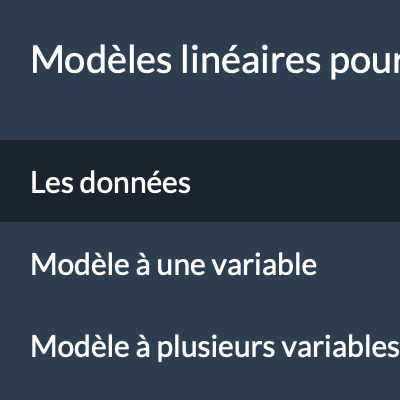 Modèles linéaires pour
Les données
Modèle à une variable
Modèle à plusieurs variables